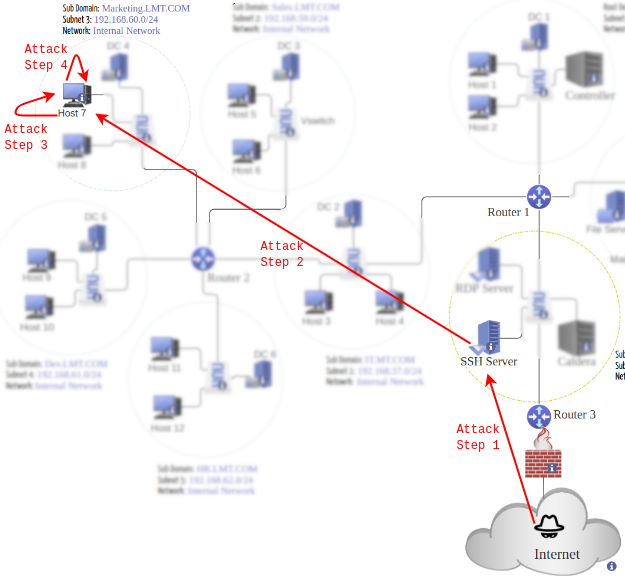 Sub Domain: Marketing.LMT.COM
Subnet 3: 192.168.60.0/24
Network: Internal Network
Sub Domain: Sales.LMT.COM
Subnet 2: 192.168.59.0/24
Network: Internal Network
Attack
Step 4
DC 4
DC 3
DC 1
Host 7
Host 5
Host 1
Controller
Attack
Step 3
Vswitch
Host 2
Host 8
Host 6
Router 1
DC 5
DC 2
File Serve
Attack
Step 2
Host 9
Router 2
RDP Server
Host 10
Host 3
Host 4
SSH Server
Caldera
Host 11
DC 6
Sub Domain: Dev.LMT.COM
Subnet 4: 192.168.61.0/24
Network: Internal Network
Sub Domain: IT.MT.COM
192.168.57.0/24
Network: Internal Network
Sub
Sub
Net
Host 12
Router 3
Attack
Step 1
Sub Domain: HR.LMT.COM
Subnet 5: 192.168.62.0/24
Network: Internal Network
Internet